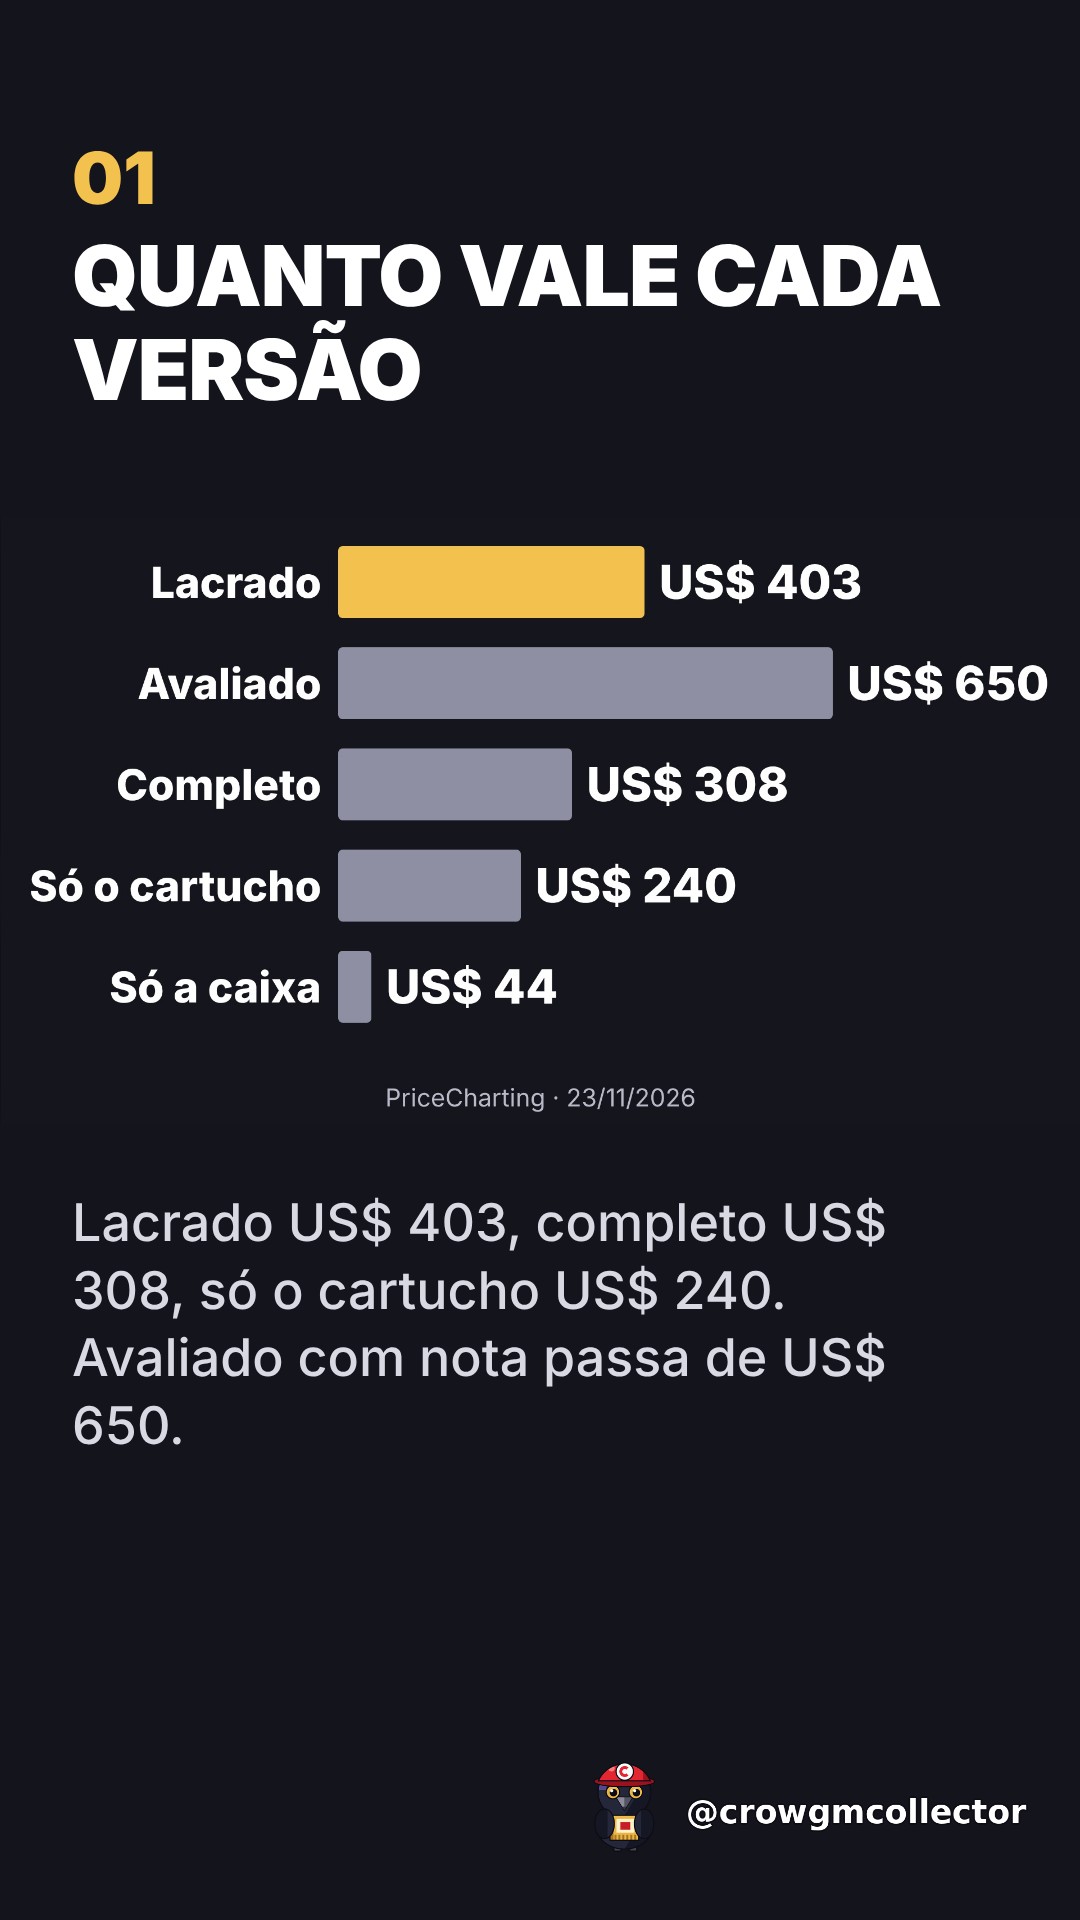 01
QUANTO VALE CADA
VERSÃO
Lacrado US$ 403
Avaliado US$ 650
Completo US$ 308
Só o cartucho US$ 240
Só a caixa US$ 44
PriceCharting · 23/11/2026
Lacrado US$ 403, completo US$
308, só o cartucho US$ 240.
Avaliado com nota passa de US$
650.
C
@crowgmcollector